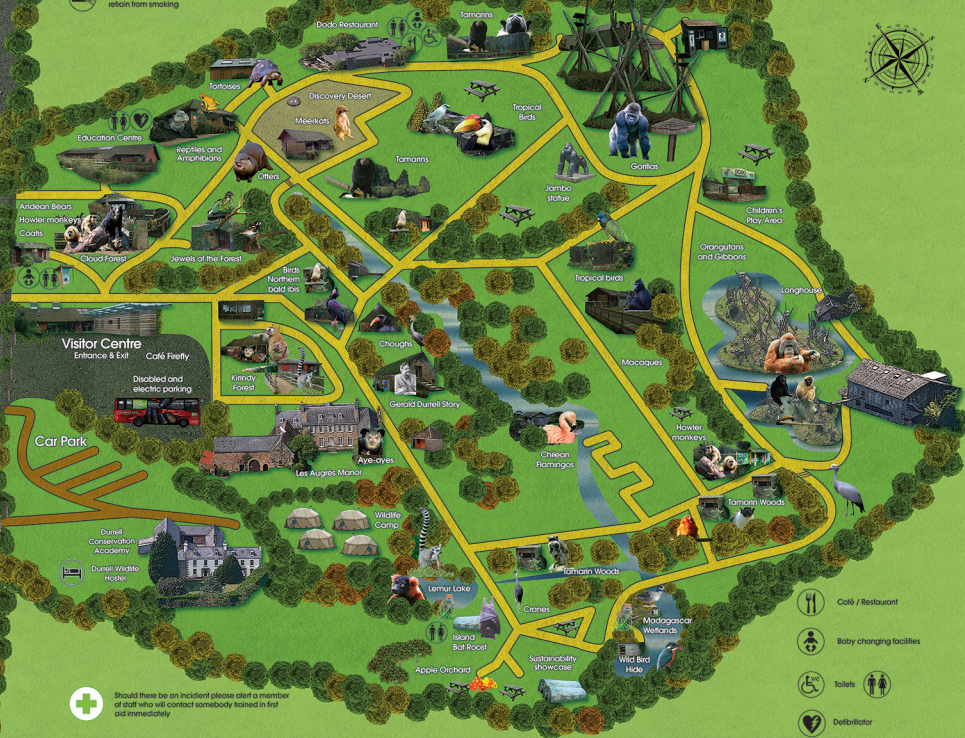 refrain from smoking
Dodo Restaurant
Tamarins
Tortoises
Discovery Desert
Meerkats
Tropical
Birds
Education Centre
Reptiles and
Amphibians
Otters
Tamarins
Gorillas
Jambo
statue
Children's
Play Area
Andean Bears
Howler monkeys
Coatis
Cloud Forest
Jewels of the Forest
Orangutans
and Gibbons
Birds
Northern
bald ibis
Tropical birds
Longhouse
Visitor Centre
Entrance & Exit
Café Firefly
Choughs
Macaques
Disabled and
electric parking
Kirindy
Forest
Gerald Durrell Story
Howler
monkeys
Car Park
Les Augres Manor
Aye-ayes
Chilean
Flamingos
Tamarin Woods
Wildlife
Camp
Durrell
Conservation
Academy
Durrell Wildlife
Hostel
Tamarin Woods
Lemur Lake
Cranes
Madagascar
Wetlands
Island
Bat Roost
Wild Bird
Hide
Apple Orchard
Sustainability
showcase
Café / Restaurant
Baby changing facilities
WC
Toilets
Defibrillator
Should there be an incident please alert a member
of staff who will contact somebody trained in first
aid immediately